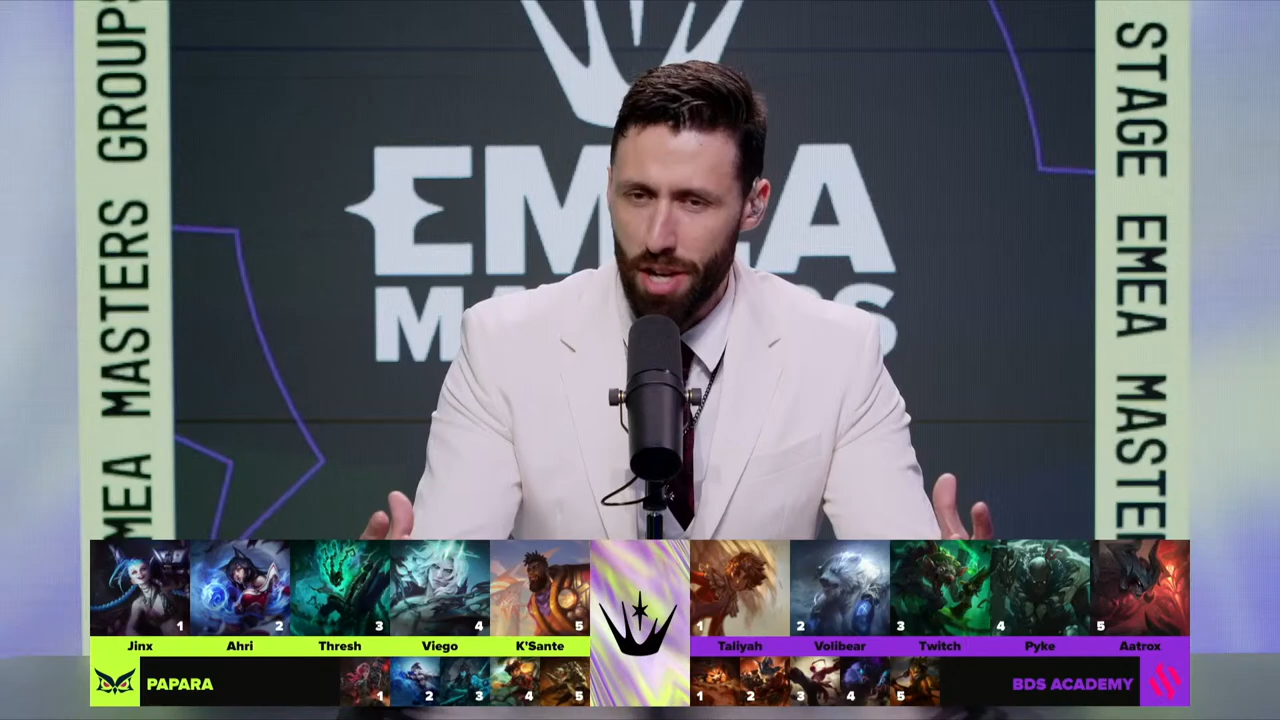 EMEA MASTERS GROUPS
EMEA
MASTERS
STAGE EMEA MASTER
1
2
3
4
5
1
2
3
4
5
Jinx
Ahri
Thresh
Viego
K'Sante
Taliyah
Volibear
Twitch
Pyke
Aatrox
PAPARA
1
2
3
4
5
1
2
3
4
5
BDS ACADEMY